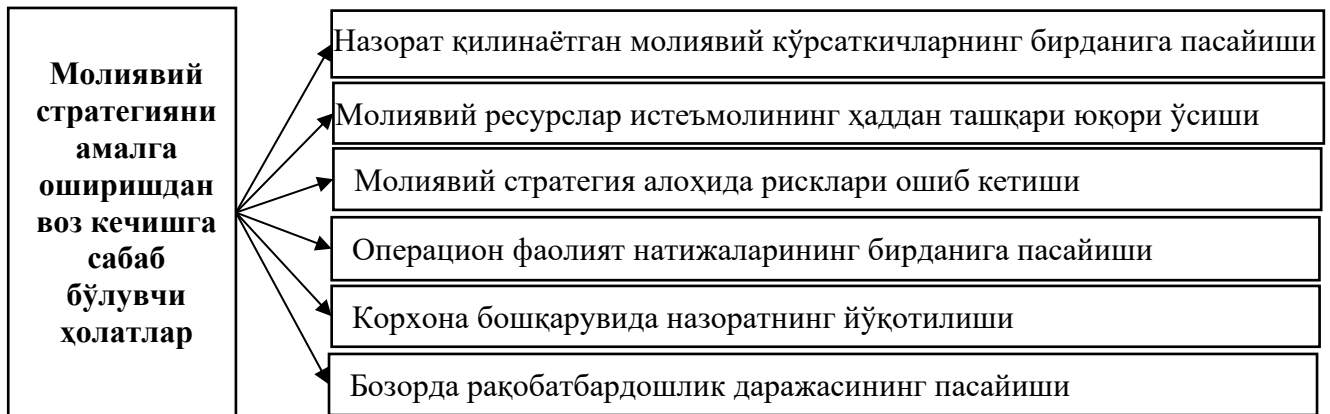 Молиявий
стратегияни
амалга
оширишдан
воз кечишга
сабаб
бўлувчи
ҳолатлар
Назорат қилинаётган молиявий кўрсаткичларнинг бирданига пасайиши
Молиявий ресурслар истеъмолининг ҳаддан ташқари юқори ўсиши
Молиявий стратегия алоҳида рисклари ошиб кетиши
Операцион фаолият натижаларининг бирданига пасайиши
Корхона бошқарувида назоратнинг йўқотилиши
Бозорда рақобатбардошлик даражасининг пасайиши